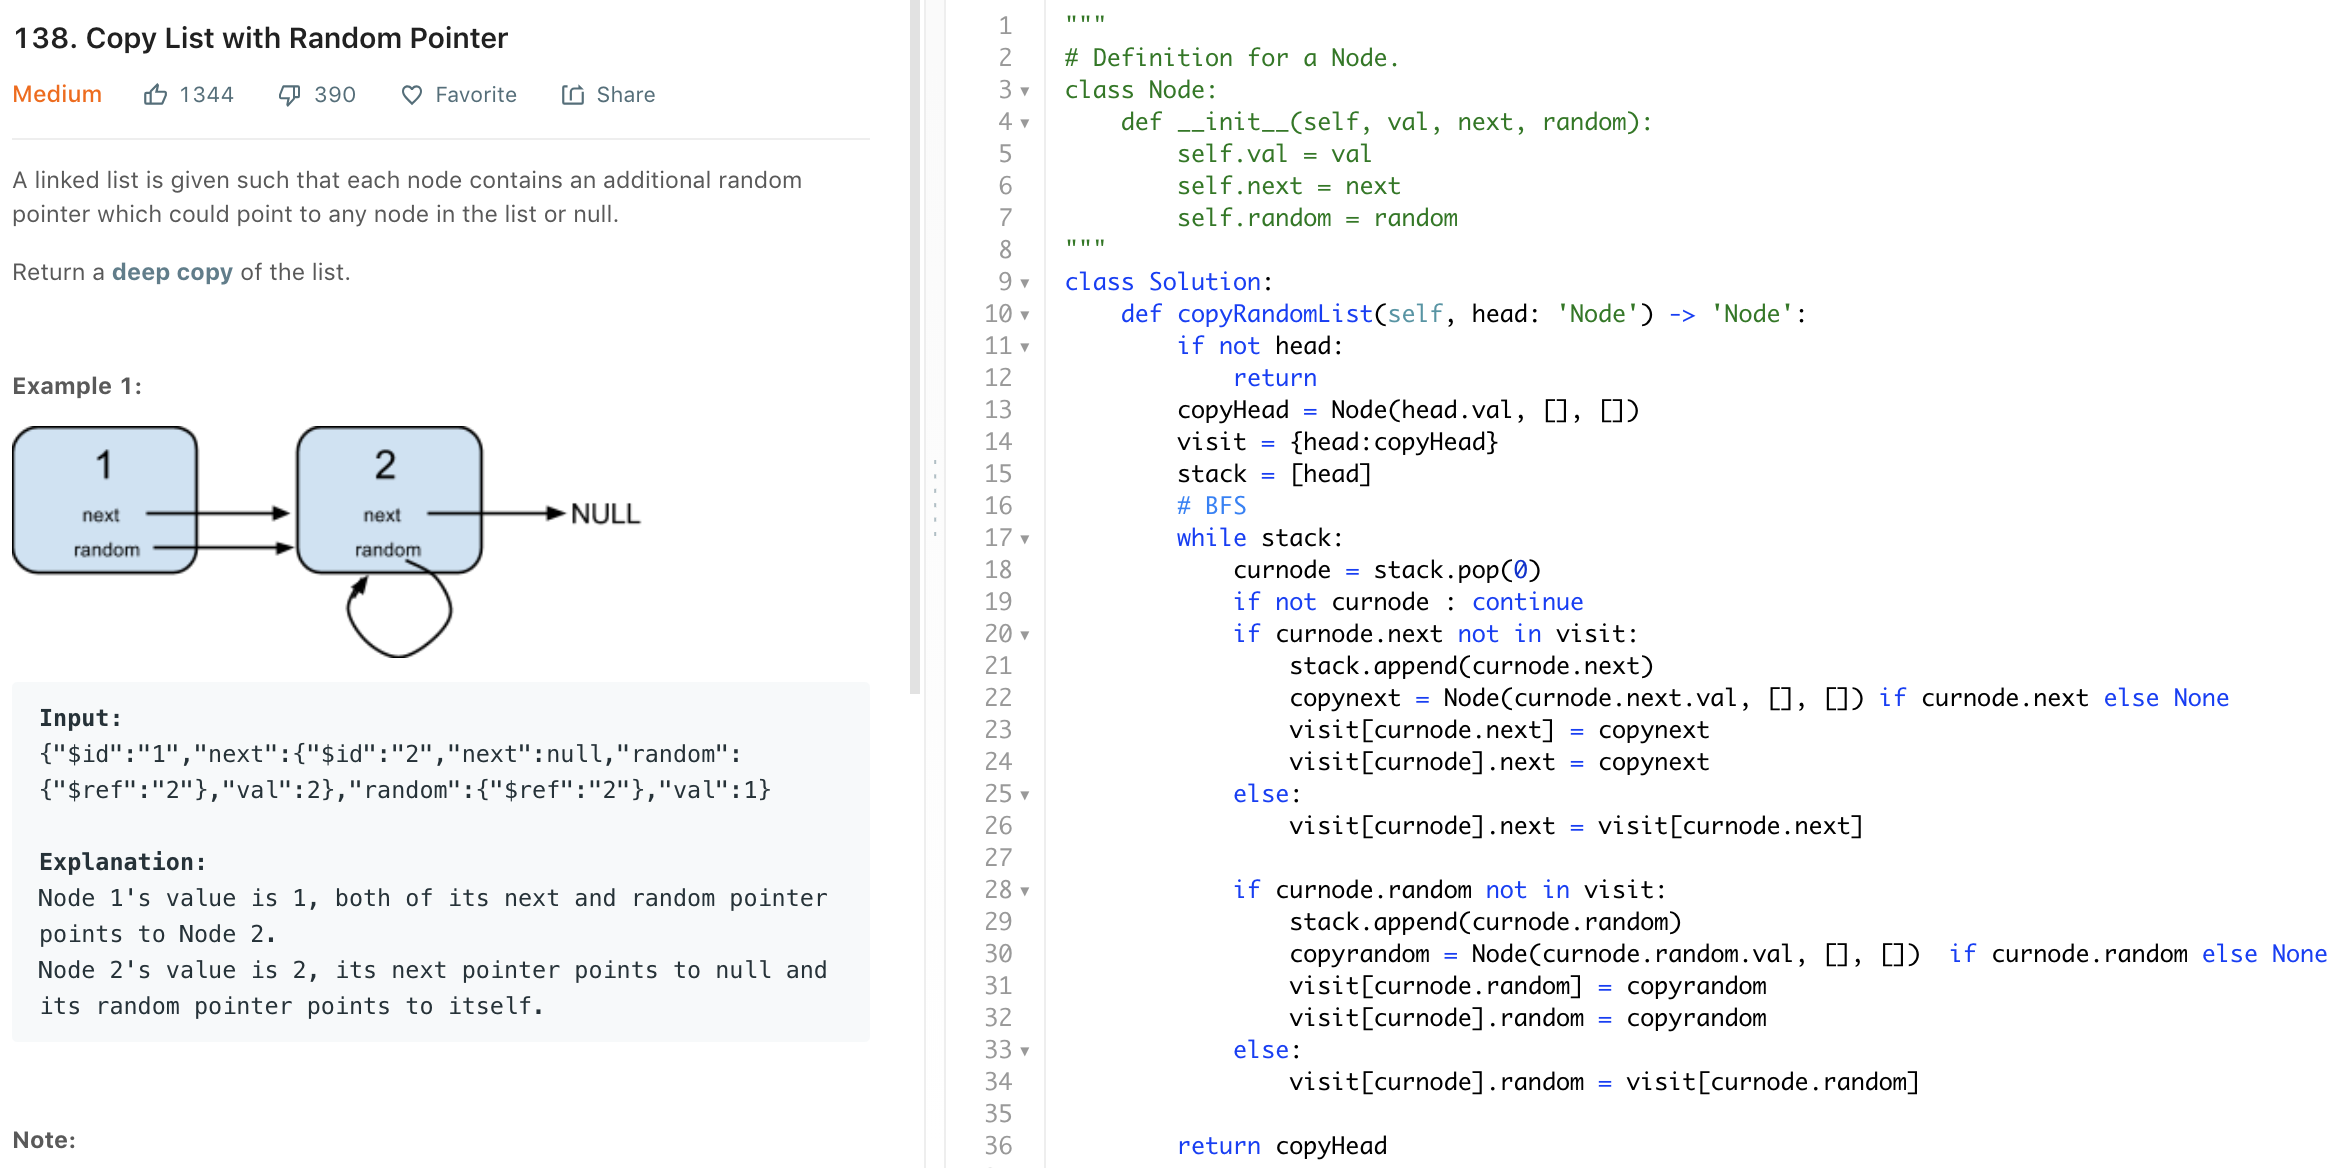 138. Copy List with Random Pointer
Medium 1344 390 Favorite Share
A linked list is given such that each node contains an additional random
pointer which could point to any node in the list or null.
Return a deep copy of the list.
Example 1:
1
next
random
2
next
random
NULL
Input:
{"$id":"1","next":{"$id":"2","next":null,"random":
{"$ref":"2"},"val":2},"random":{"$ref":"2"},"val":1}
Explanation:
Node 1's value is 1, both of its next and random pointer
points to Node 2.
Node 2's value is 2, its next pointer points to null and
its random pointer points to itself.
Note:
1 """
2 # Definition for a Node.
3 class Node:
4     def __init__(self, val, next, random):
5         self.val = val
6         self.next = next
7         self.random = random
8 """
9 class Solution:
10     def copyRandomList(self, head: 'Node') -> 'Node':
11         if not head:
12             return
13         copyHead = Node(head.val, [], [])
14         visit = {head:copyHead}
15         stack = [head]
16         # BFS
17         while stack:
18             curnode = stack.pop(0)
19             if not curnode : continue
20             if curnode.next not in visit:
21                 stack.append(curnode.next)
22                 copynext = Node(curnode.next.val, [], []) if curnode.next else None
23                 visit[curnode.next] = copynext
24                 visit[curnode].next = copynext
25             else:
26                 visit[curnode].next = visit[curnode.next]
27
28             if curnode.random not in visit:
29                 stack.append(curnode.random)
30                 copyrandom = Node(curnode.random.val, [], [])  if curnode.random else None
31                 visit[curnode.random] = copyrandom
32                 visit[curnode].random = copyrandom
33             else:
34                 visit[curnode].random = visit[curnode.random]
35
36         return copyHead